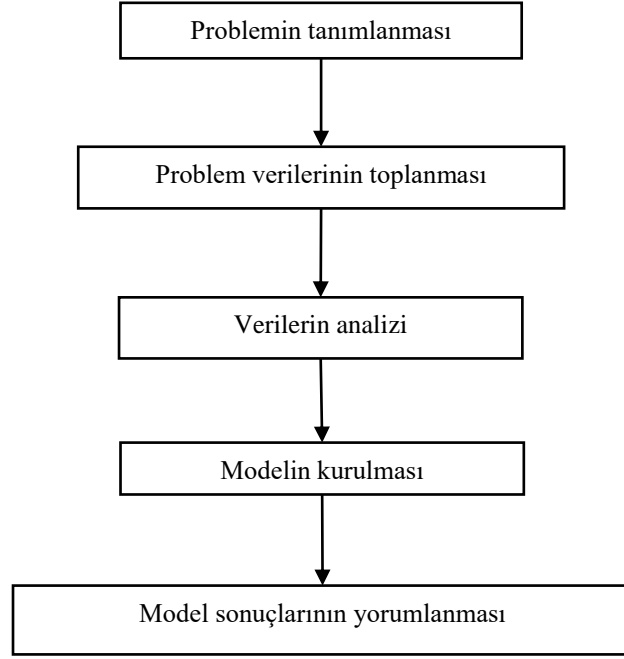 Problemin tanımlanması
Problem verilerinin toplanması
Verilerin analizi
Modelin kurulması
Model sonuçlarının yorumlanması